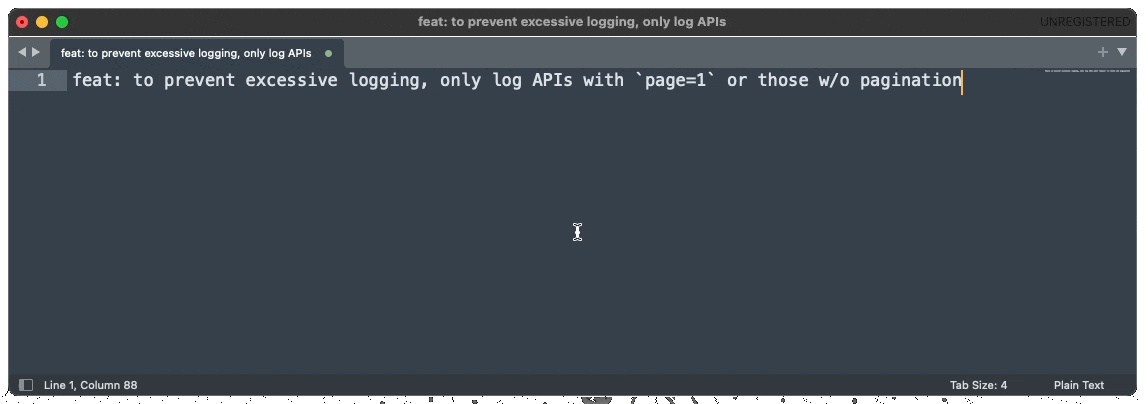 feat: to prevent excessive logging, only log APIs
UNREGISTERED
feat: to prevent excessive logging, only log APIs
1 feat: to prevent excessive logging, only log APIs with `page=1` or those w/o pagination
Line 1, Column 88
Tab Size: 4
Plain Text